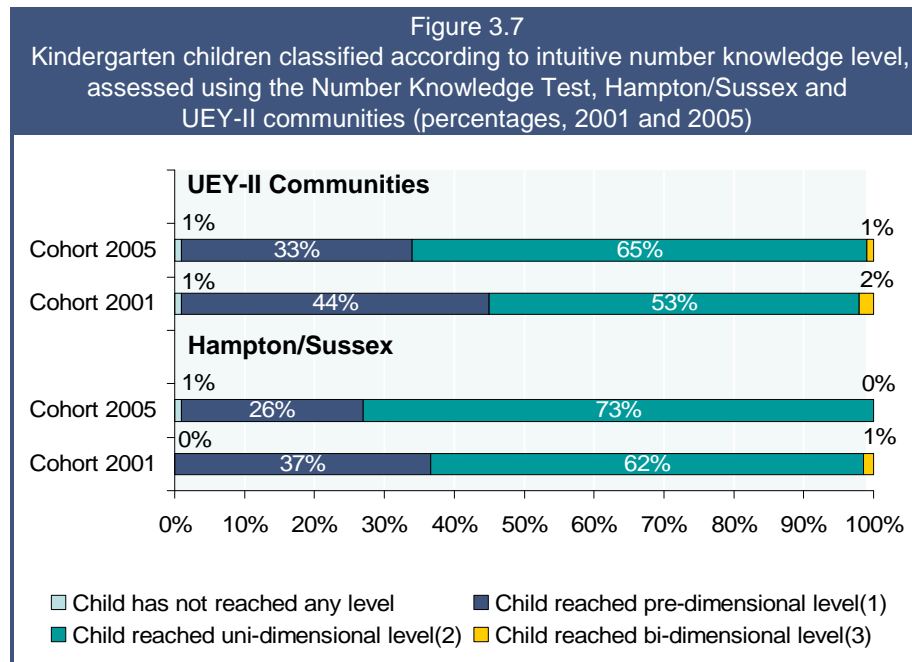 Figure 3.7
Kindergarten children classified according to intuitive number knowledge level,
assessed using the Number Knowledge Test, Hampton/Sussex and
UEY-II communities (percentages, 2001 and 2005)
UEY-II Communities
1% 1%
Cohort 2005 33% 65%
1% 2%
Cohort 2001 44% 53%
Hampton/Sussex
1% 0%
Cohort 2005 26% 73%
0% 1%
Cohort 2001 37% 62%
0% 10% 20% 30% 40% 50% 60% 70% 80% 90% 100%
Child has not reached any level Child reached pre-dimensional level(1)
Child reached uni-dimensional level(2) Child reached bi-dimensional level(3)